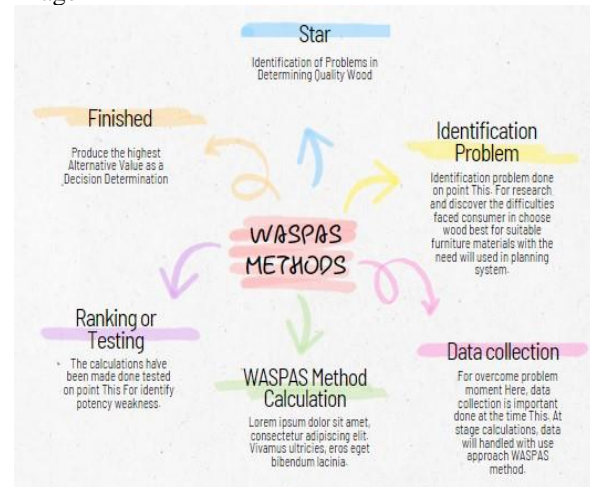 Star
Identification of Problems in
Determining Quality Wood
Finished
Produce the highest
Alternative Value as a
Decision Determination
Identification
Problem
Identification problem done
on point This. For research
and discover the difficulties
faced consumer in choose
wood best for suitable
furniture materials with the
need will used in planning
system.
WASPAS
METHODS
Ranking or
Testing
The calculations have
been made done tested
on point This For identify
potency weakness.
WASPAS Method
Calculation
Lorem ipsum dolor sit amet,
consectetur adipiscing elit.
Vivamus ultricies, eros eget
bibendum lacinia.
Data collection
For overcome problem
moment Here, data
collection is important
done at the time This. At
stage calculations, data
will handled with use
approach WASPAS
method.